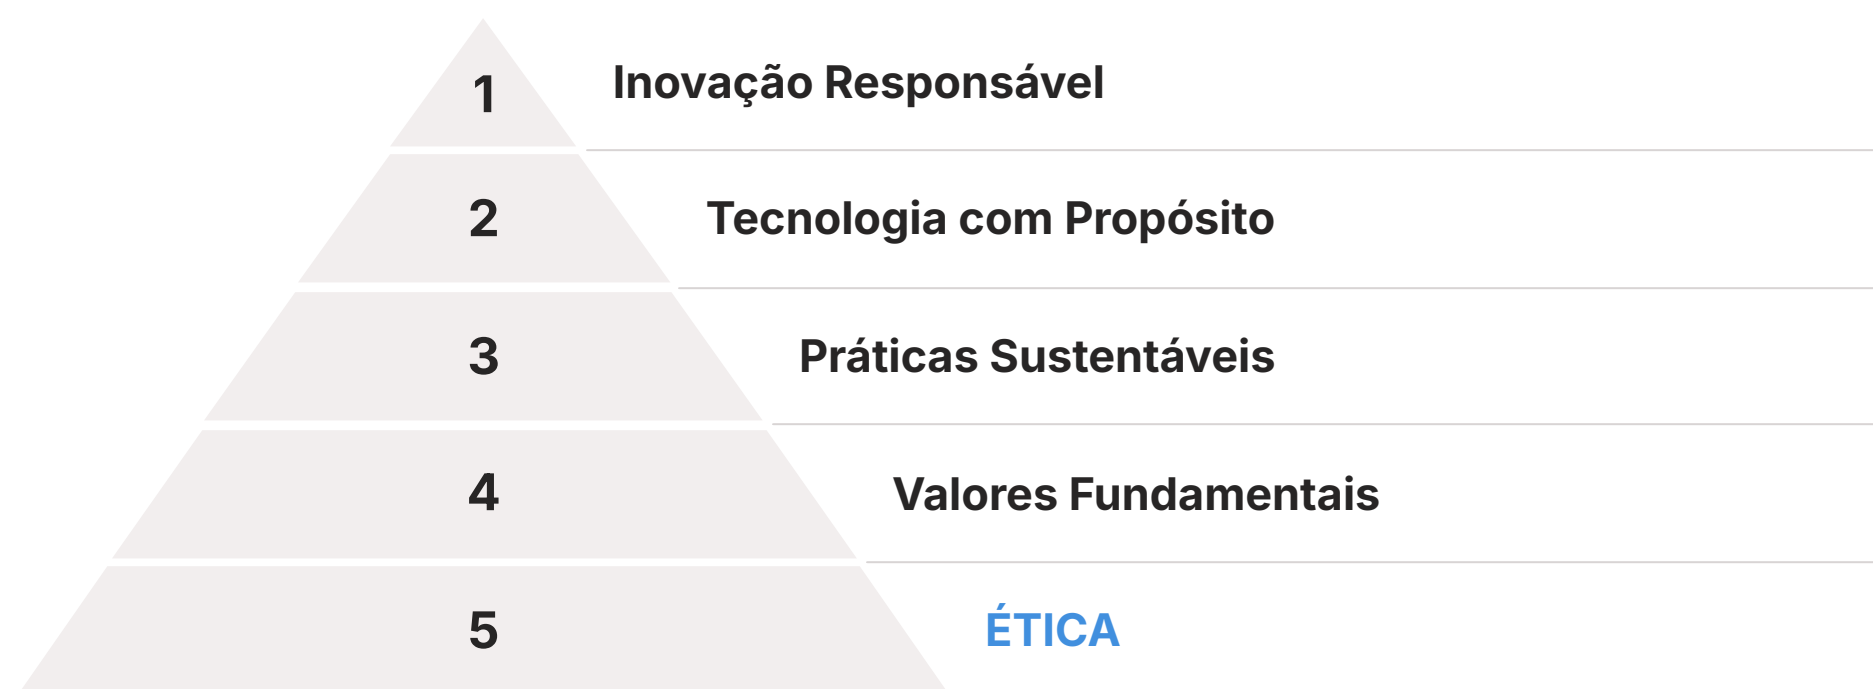 1
Inovação Responsável
2
Tecnologia com Propósito
3
Práticas Sustentáveis
4
Valores Fundamentais
5
ÉTICA